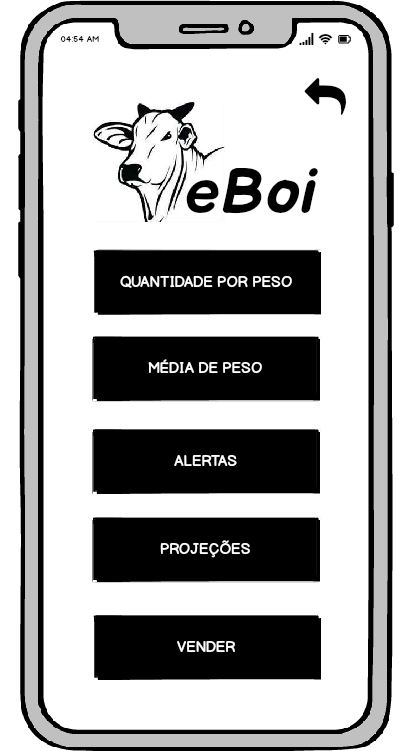 04:54 AM
eBoi
QUANTIDADE POR PESO
MÉDIA DE PESO
ALERTAS
PROJEÇÕES
VENDER